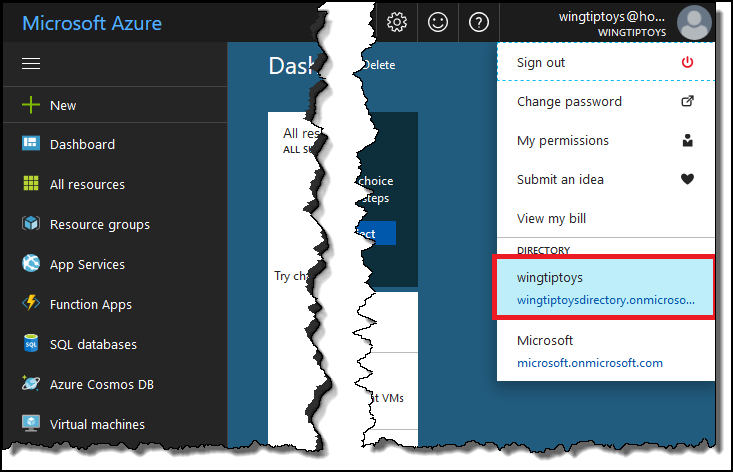 Microsoft Azure
wingtiptoys@ho...
WINGTIPTOYS
New
Dashboard
All resources
Resource groups
App Services
Function Apps
SQL databases
Azure Cosmos DB
Virtual machines
Dash
Delete
All res
ALL S
choice
steps
ect
Try ch
t VMs
Sign out
Change password
My permissions
Submit an idea
View my bill
DIRECTORY
wingtiptoys
wingtiptoysdirectory.onmicroso...
Microsoft
microsoft.onmicrosoft.com